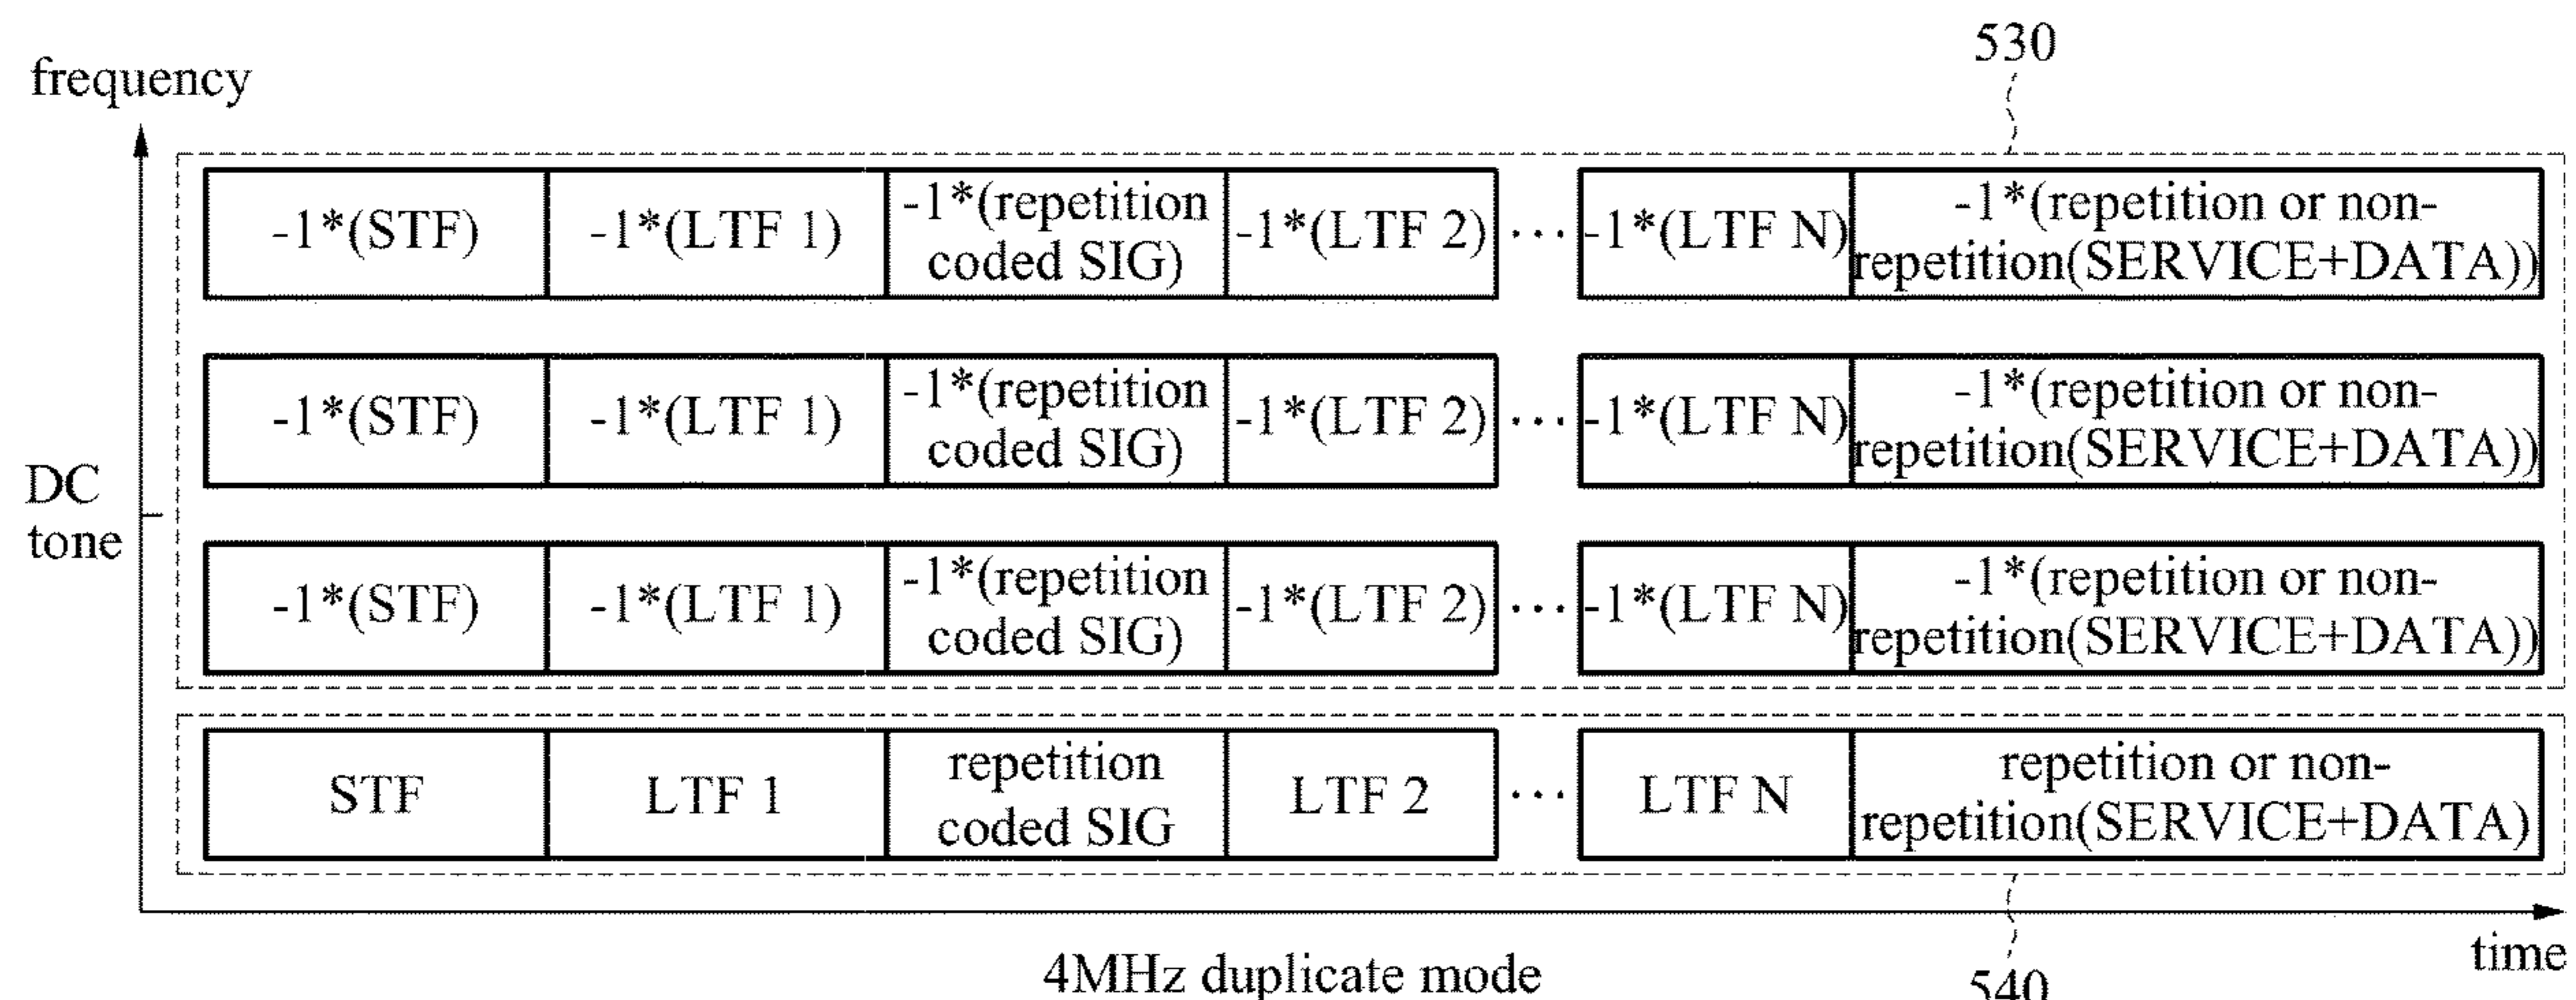 530
frequency
-1*(STF)
-1*(LTF 1)
-1*(repetition
coded SIG)
-1*(LTF 2)
...
-1*(LTF N)
-1*(repetition or non-
repetition(SERVICE+DATA))
-1*(STF)
-1*(LTF 1)
-1*(repetition
coded SIG)
-1*(LTF 2)
...
-1*(LTF N)
-1*(repetition or non-
repetition(SERVICE+DATA))
DC
tone
-1*(STF)
-1*(LTF 1)
-1*(repetition
coded SIG)
-1*(LTF 2)
...
-1*(LTF N)
-1*(repetition or non-
repetition(SERVICE+DATA))
STF
LTF 1
repetition
coded SIG
LTF 2
...
LTF N
repetition or non-
repetition(SERVICE+DATA)
time
4MHz duplicate mode
540